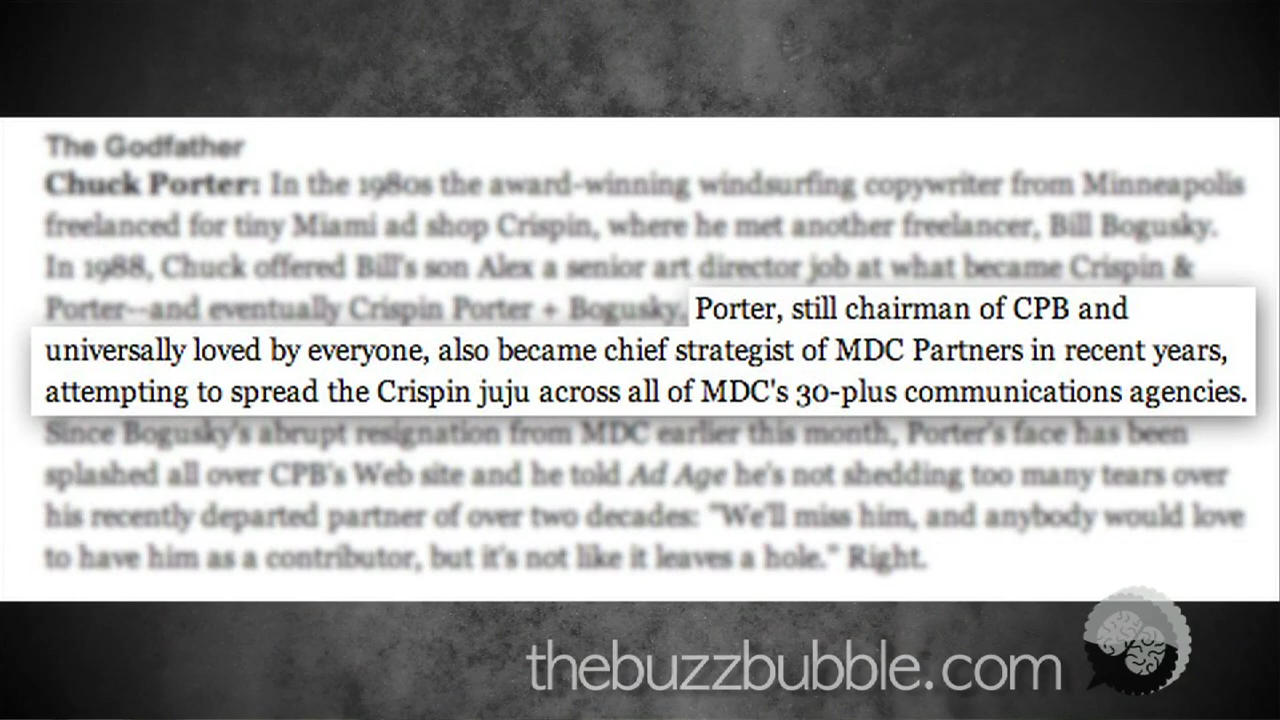 The Godfather
Chuck Porter: In the 1980s the award-winning windsurfing copywriter from Minneapolis
freelanced for tiny Miami ad shop Crispin, where he met another freelancer, Bill Bogusky.
In 1988, Chuck offered Bill's son Alex a senior art director job at what became Crispin &
Porter--and eventually Crispin Porter + Bogusky. Porter, still chairman of CPB and
universally loved by everyone, also became chief strategist of MDC Partners in recent years,
attempting to spread the Crispin juju across all of MDC's 30-plus communications agencies.
Since Bogusky's abrupt resignation from MDC earlier this month, Porter's face has been
splashed all over CPB's Web site and he told Ad Age he's not shedding too many tears over
his recently departed partner of over two decades: "We'll miss him, and anybody would love
to have him as a contributor, but it's not like it leaves a hole." Right.
thebuzzbubble.com